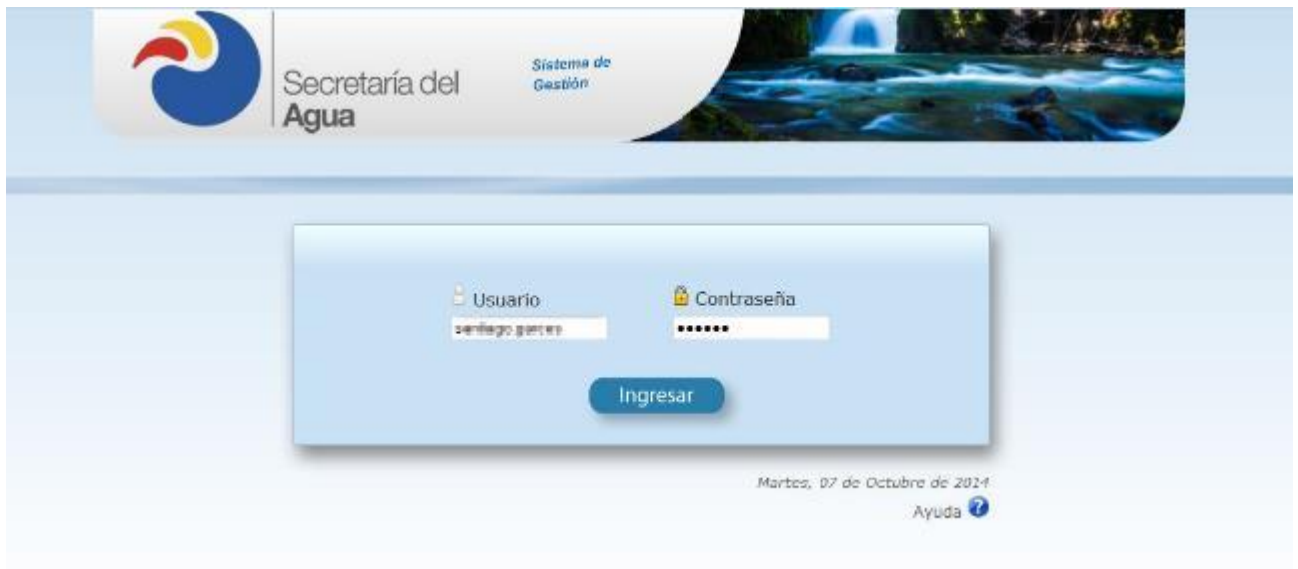 Secretaría del
Agua
Sistema de
Gestión
Usuario
Contraseña
Ingresar
Martes, 07 de Octubre de 2014
Ayuda